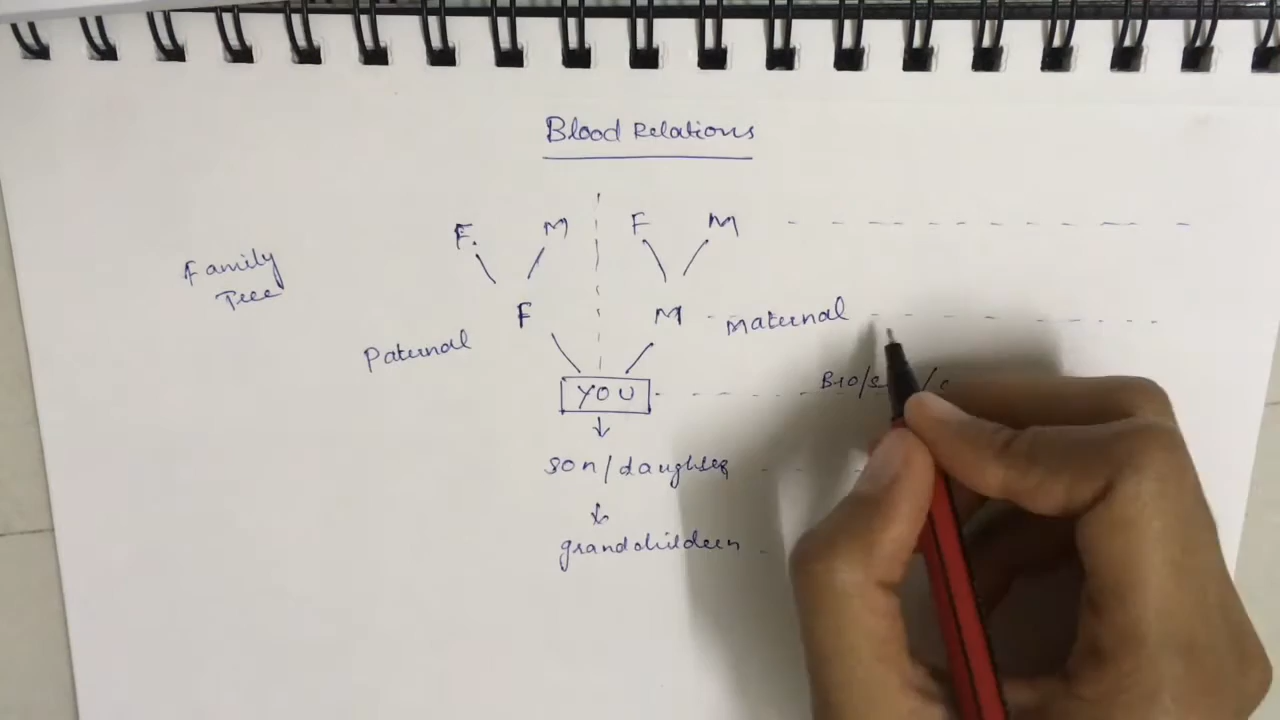 Blood Relations
F. M F M
Family
Tree
F M Maternal
Paternal
YOU
son/daughter
grandchildren